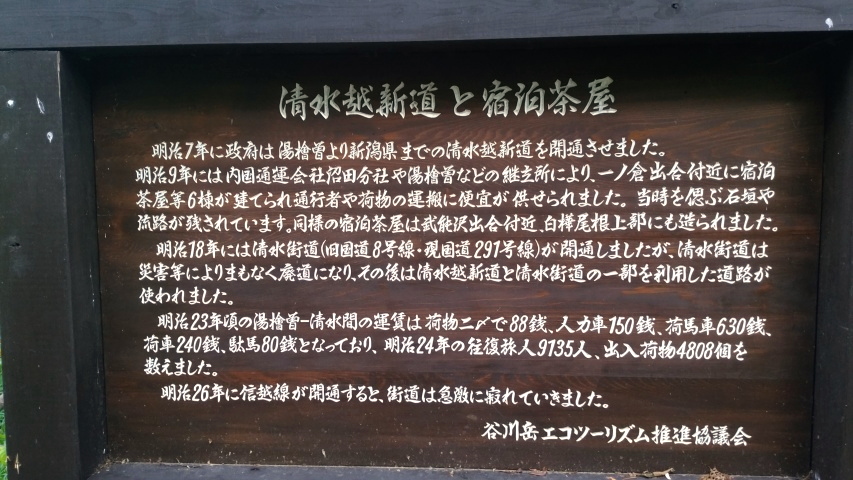 清水越新道と宿泊茶屋
明治7年に政府は湯檜曽より新潟県までの清水越新道を開通させました。
明治9年には内国通運会社沼田分社や湯檜曽などの継立所により、一ノ倉出合付近に宿泊
茶屋等6棟が建てられ通行者や荷物の運搬に便宜が供せられました。当時を偲ぶ石垣や
流路が残されています。同様の宿泊茶屋は武能沢出合付近、白樺尾根上部にも造られました。
明治18年には清水街道(旧国道8号線・現国道291号線)が開通しましたが、清水街道は
災害等によりまもなく廃道になり、その後は清水越新道と清水街道の一部を利用した道路が
使われました。
明治23年頃の湯檜曽-清水間の運賃は荷物二〆で88銭、人力車150銭、荷馬車630銭、
荷車240銭、駄馬80銭となっており、明治24年の往復旅人9135人、出入荷物4808個を
数えました。
明治26年に信越線が開通すると、街道は急激に寂れていきました。
谷川岳エコツーリズム推進協議会